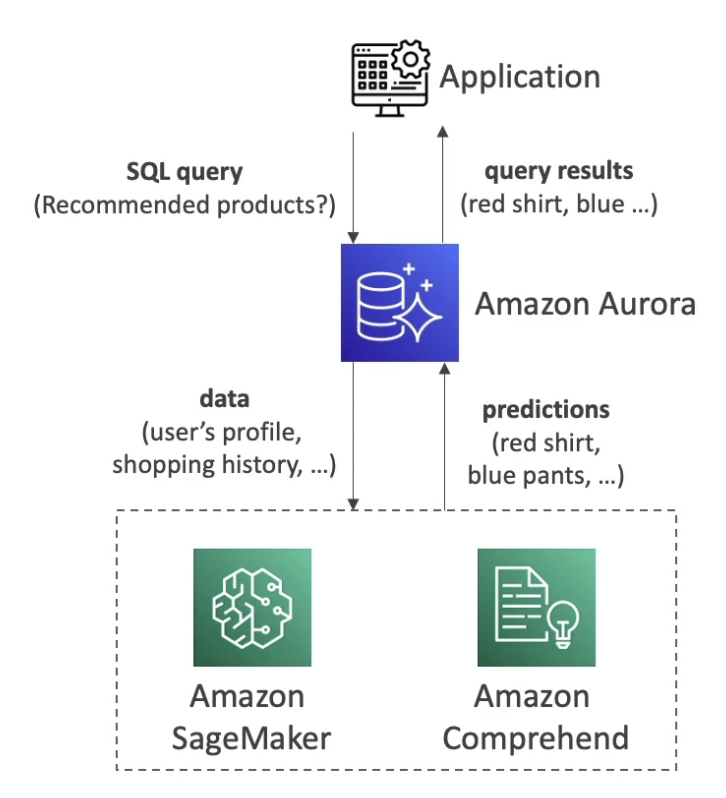 Application
SQL query
(Recommended products?)
query results
(red shirt, blue ...)
Amazon Aurora
data
(user's profile,
shopping history, ...)
predictions
(red shirt,
blue pants, ...)
Amazon
SageMaker
Amazon
Comprehend